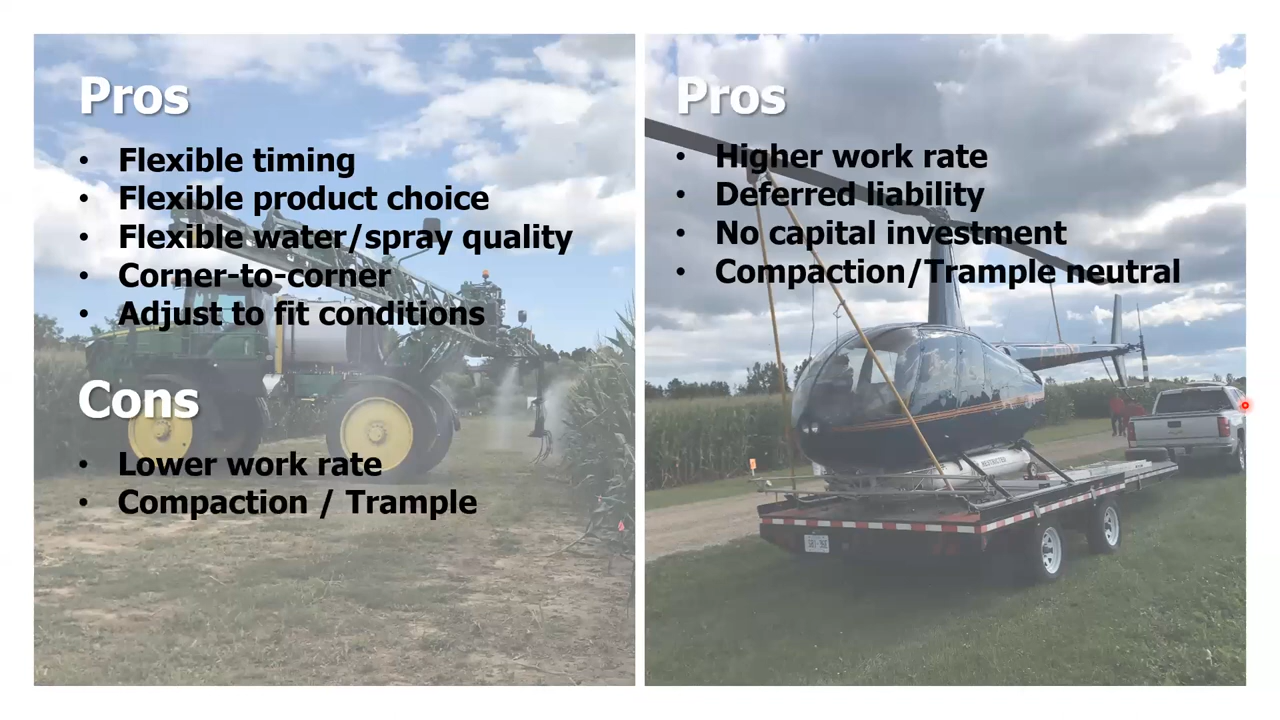 Pros
• Flexible timing
• Flexible product choice
• Flexible water/spray quality
• Corner-to-corner
• Adjust to fit conditions
Cons
• Lower work rate
• Compaction / Trample
Pros
• Higher work rate
• Deferred liability
• No capital investment
• Compaction/Trample neutral